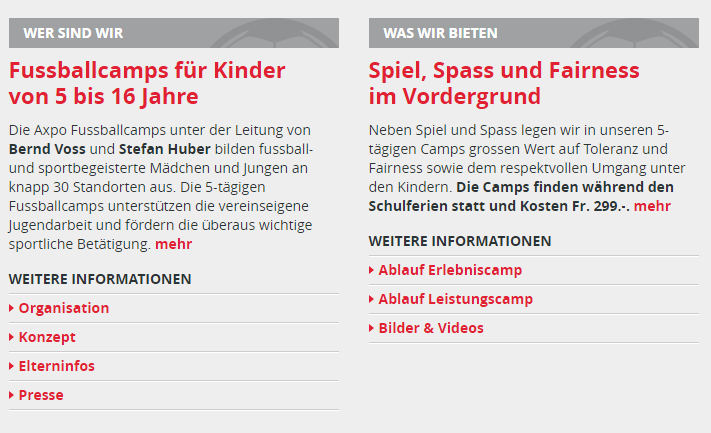 WER SIND WIR
Fussballcamps für Kinder
von 5 bis 16 Jahre
Die Axpo Fussballcamps unter der Leitung von
Bernd Voss und Stefan Huber bilden fussball-
und sportbegeisterte Mädchen und Jungen an
knapp 30 Standorten aus. Die 5-tägigen
Fussballcamps unterstützen die vereinseigene
Jugendarbeit und fördern die überaus wichtige
sportliche Betätigung. mehr
WEITERE INFORMATIONEN
Organisation
Konzept
Elterninfos
Presse
WAS WIR BIETEN
Spiel, Spass und Fairness
im Vordergrund
Neben Spiel und Spass legen wir in unseren 5-
tägigen Camps grossen Wert auf Toleranz und
Fairness sowie dem respektvollen Umgang unter
den Kindern. Die Camps finden während den
Schulferien statt und Kosten Fr. 299.-. mehr
WEITERE INFORMATIONEN
Ablauf Erlebniscamp
Ablauf Leistungscamp
Bilder & Videos